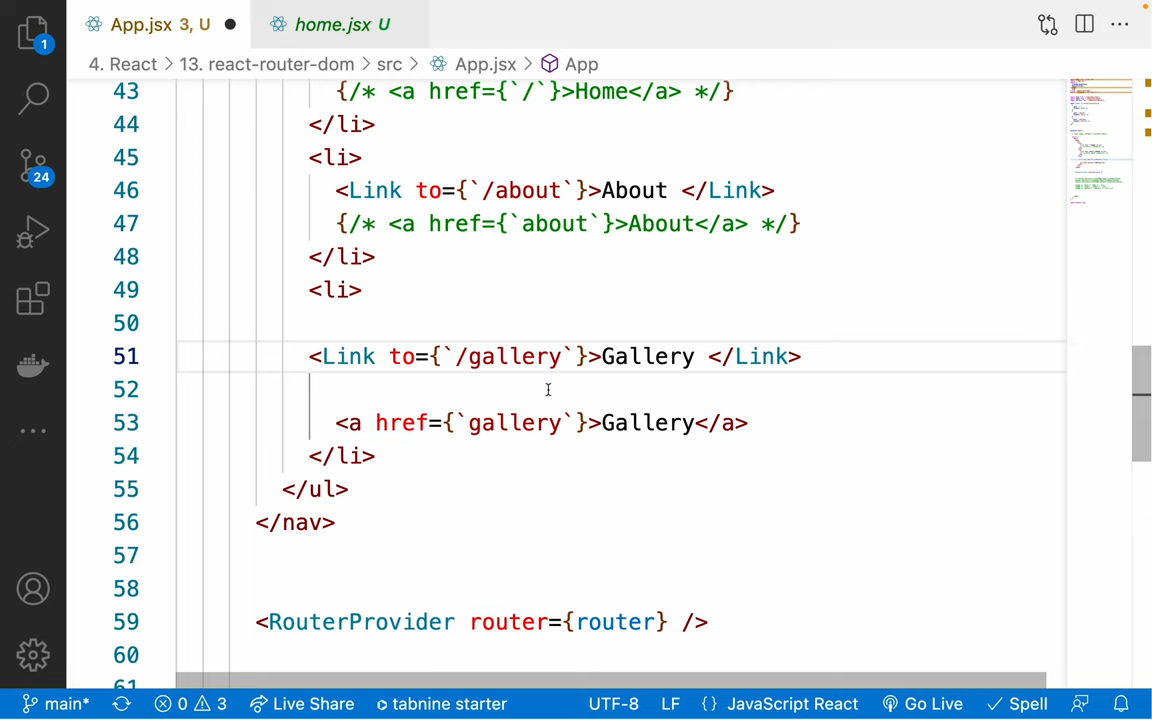 App.jsx 3, U
home.jsx U
4. React > 13. react-router-dom > src > App.jsx > App
43 {/* <a href={`/`}>Home</a> */}
44 </li>
45 <li>
46 <Link to={`/about`}>About </Link>
47 {/* <a href={`about`}>About</a> */}
48 </li>
49 <li>
50
51 <Link to={`/gallery`}>Gallery </Link>
52
53 <a href={`gallery`}>Gallery</a>
54 </li>
55 </ul>
56 </nav>
57
58
59 <RouterProvider router={router} />
60
61
1
24
main* 0 3 Live Share tabnine starter UTF-8 LF {} JavaScript React Go Live Spell